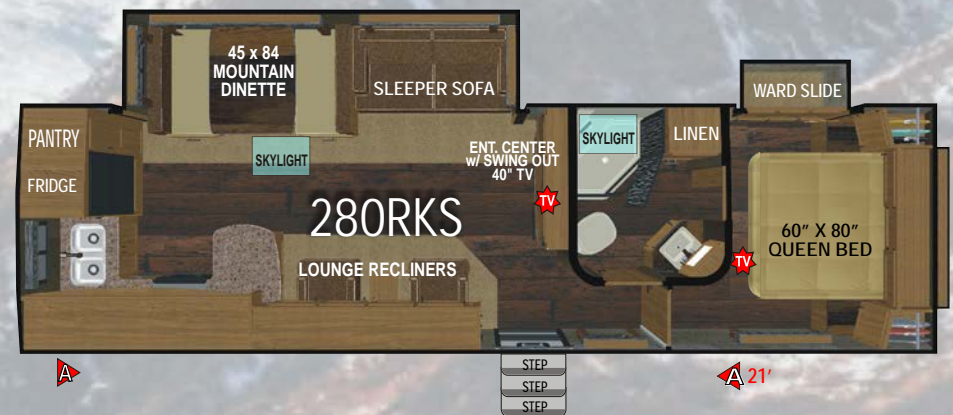 45 x 84
MOUNTAIN
DINETTE
SLEEPER SOFA
WARD SLIDE
PANTRY
SKYLIGHT
ENT. CENTER
w/ SWING OUT
40" TV
SKYLIGHT
LINEN
FRIDGE
TV
280RKS
60" X 80"
QUEEN BED
TV
LOUNGE RECLINERS
A
STEP
STEP
STEP
A 21'